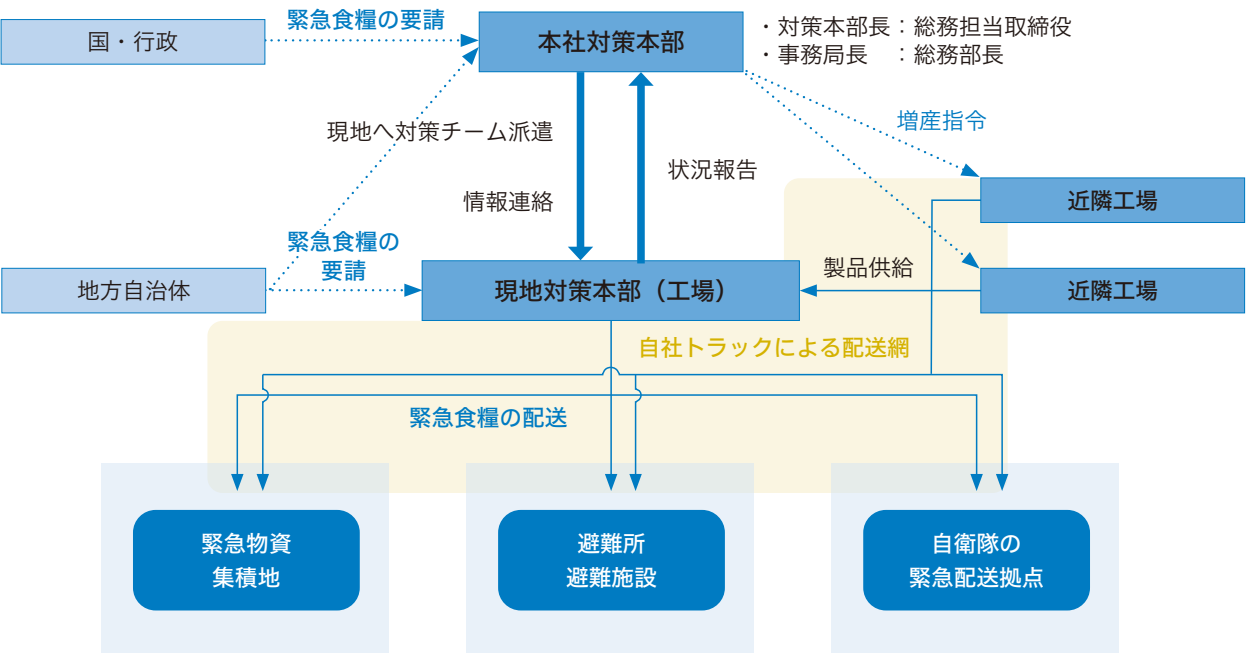 緊急食糧の要請
国・行政
本社対策本部
・対策本部長：総務担当取締役
・事務局長　：総務部長
増産指令
現地へ対策チーム派遣
状況報告
情報連絡
近隣工場
緊急食糧の
要請
地方自治体
現地対策本部（工場）
製品供給
近隣工場
自社トラックによる配送網
緊急食糧の配送
緊急物資
集積地
避難所
避難施設
自衛隊の
緊急配送拠点